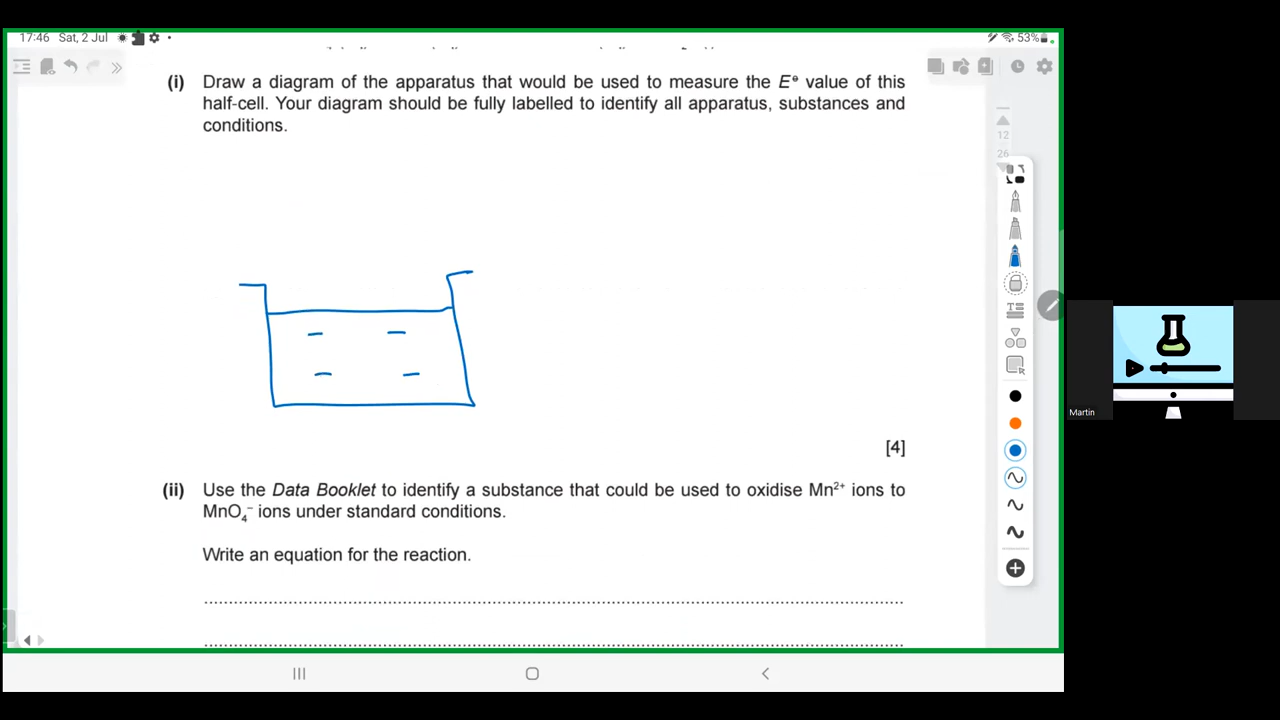 17:46 Sat, 2 Jul
53%
(i) Draw a diagram of the apparatus that would be used to measure the E⦵ value of this
half-cell. Your diagram should be fully labelled to identify all apparatus, substances and
conditions.
12
26
[4]
(ii) Use the Data Booklet to identify a substance that could be used to oxidise Mn²⁺ ions to
MnO₄⁻ ions under standard conditions.
Write an equation for the reaction.
Martin